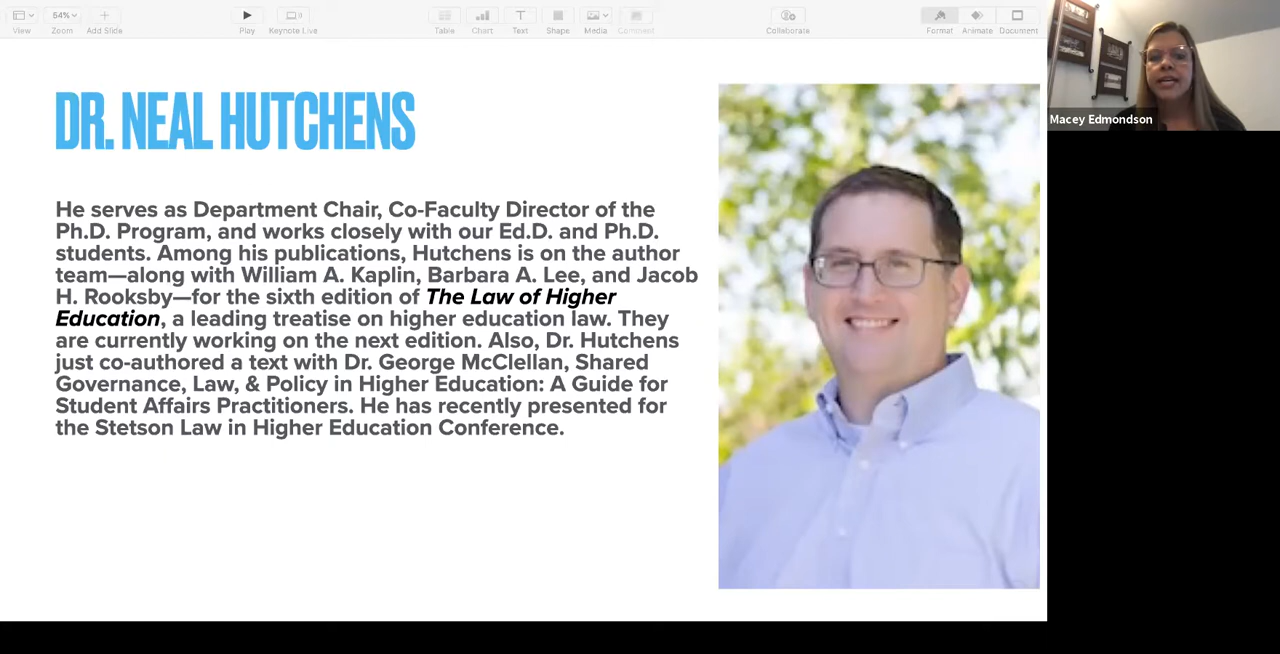 View
54%
Zoom
Add Slide
Play
Keynote Live
Table
Chart
Text
Shape
Media
Comment
Collaborate
Format
Animate
Document
Macey Edmondson
DR. NEAL HUTCHENS
He serves as Department Chair, Co-Faculty Director of the
Ph.D. Program, and works closely with our Ed.D. and Ph.D.
students. Among his publications, Hutchens is on the author
team—along with William A. Kaplin, Barbara A. Lee, and Jacob
H. Rooksby—for the sixth edition of The Law of Higher
Education, a leading treatise on higher education law. They
are currently working on the next edition. Also, Dr. Hutchens
just co-authored a text with Dr. George McClellan, Shared
Governance, Law, & Policy in Higher Education: A Guide for
Student Affairs Practitioners. He has recently presented for
the Stetson Law in Higher Education Conference.